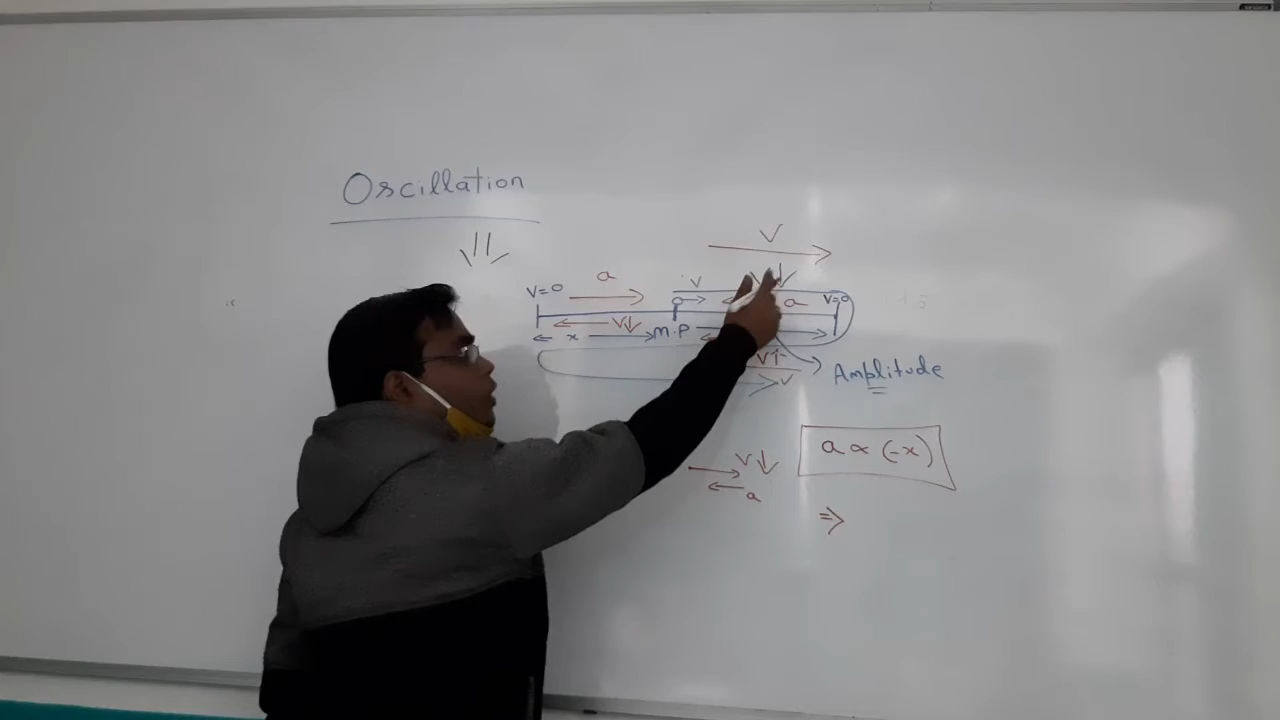 Oscillation
V
a
V=0
V
V↓
a
V=0
x
V↓
M.P
V↑
V
Amplitude
V↓
a
a ∝ (-x)
⇒